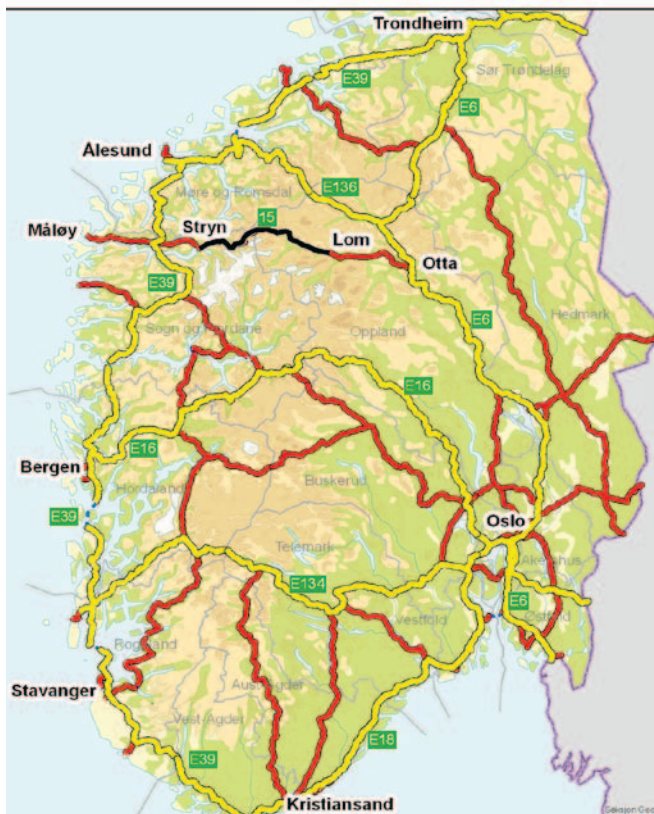 Trondheim
E39
Sør Trøndelag
E6
Ålesund
Møre og Romsdal
E136
15
Stryn
Måløy
Lom
Otta
E39
Hedmark
Sogn og Fjordane
Oppland
E6
E16
E16
Bergen
Buskerud
Hordaland
E39
Oslo
Telemark
Akershus
E134
Vestfold
E6
Østfold
Rogaland
Stavanger
Aust-Agder
Vest-Agder
E18
E39
Kristiansand